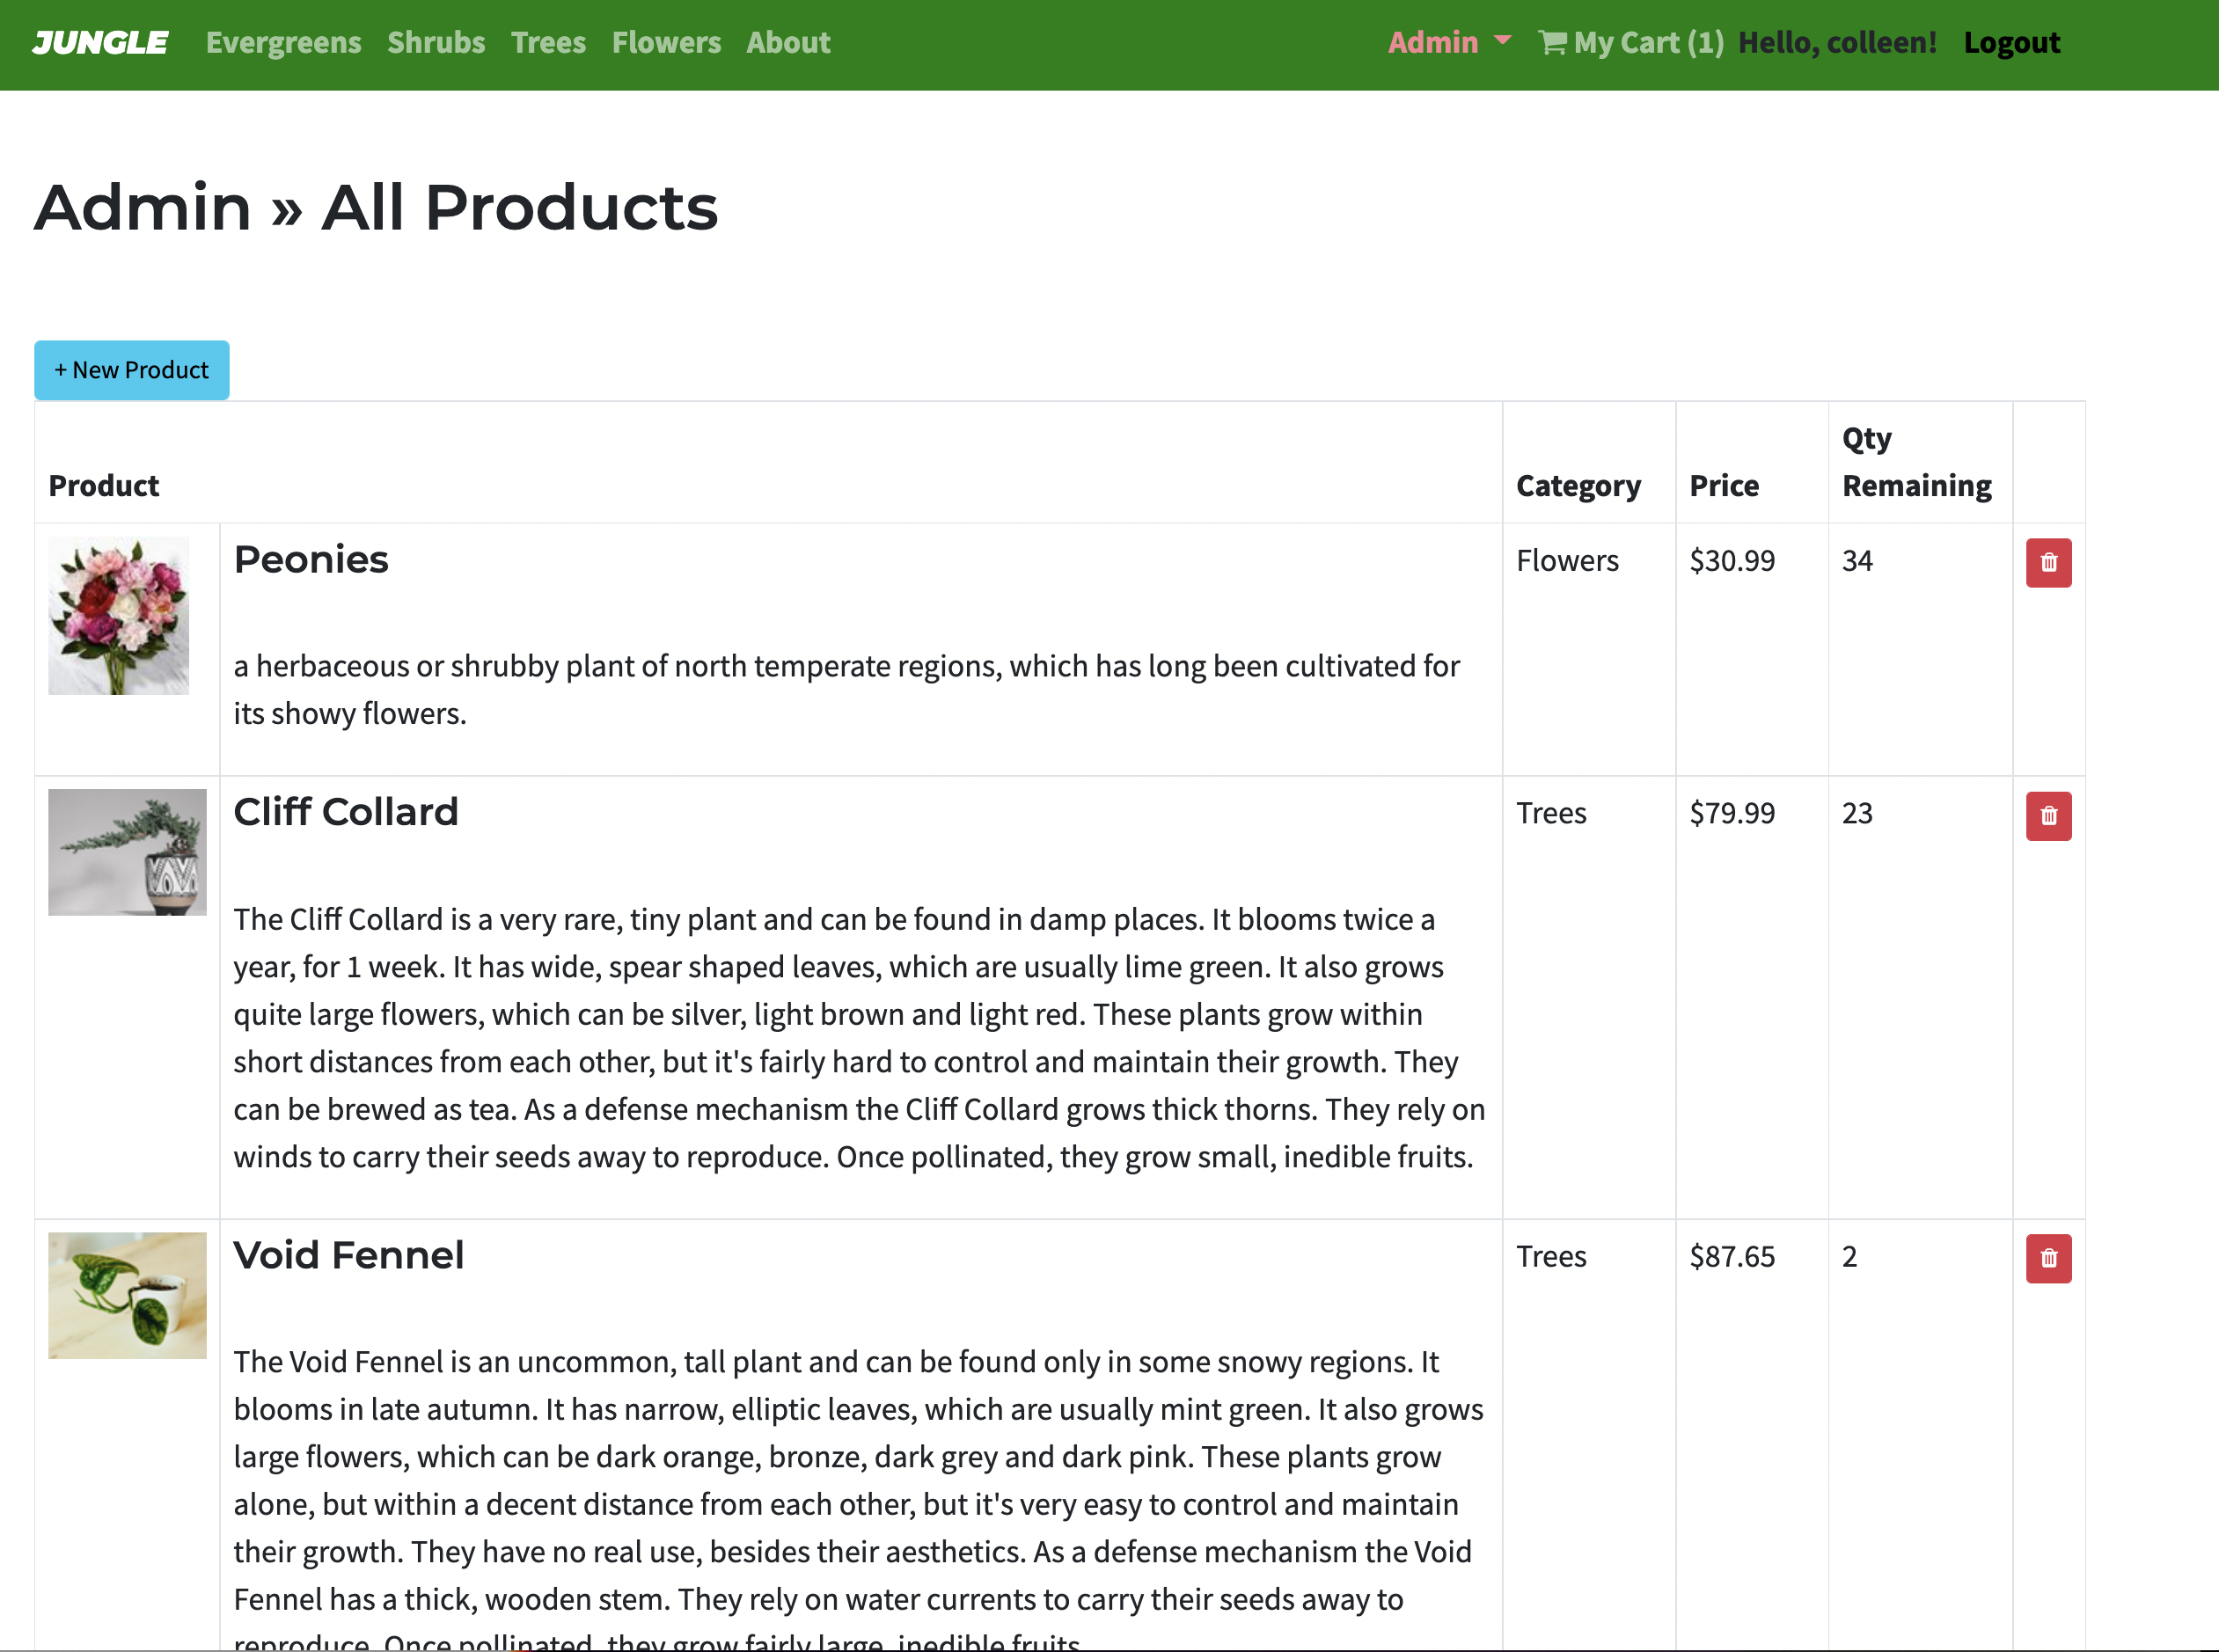 JUNGLE Evergreens Shrubs Trees Flowers About Admin My Cart (1) Hello, colleen! Logout
Admin » All Products
+ New Product
Product Category Price Qty Remaining
Peonies Flowers $30.99 34
a herbaceous or shrubby plant of north temperate regions, which has long been cultivated for
its showy flowers.
Cliff Collard Trees $79.99 23
The Cliff Collard is a very rare, tiny plant and can be found in damp places. It blooms twice a
year, for 1 week. It has wide, spear shaped leaves, which are usually lime green. It also grows
quite large flowers, which can be silver, light brown and light red. These plants grow within
short distances from each other, but it's fairly hard to control and maintain their growth. They
can be brewed as tea. As a defense mechanism the Cliff Collard grows thick thorns. They rely on
winds to carry their seeds away to reproduce. Once pollinated, they grow small, inedible fruits.
Void Fennel Trees $87.65 2
The Void Fennel is an uncommon, tall plant and can be found only in some snowy regions. It
blooms in late autumn. It has narrow, elliptic leaves, which are usually mint green. It also grows
large flowers, which can be dark orange, bronze, dark grey and dark pink. These plants grow
alone, but within a decent distance from each other, but it's very easy to control and maintain
their growth. They have no real use, besides their aesthetics. As a defense mechanism the Void
Fennel has a thick, wooden stem. They rely on water currents to carry their seeds away to
reproduce. Once pollinated, they grow fairly large, inedible fruits.